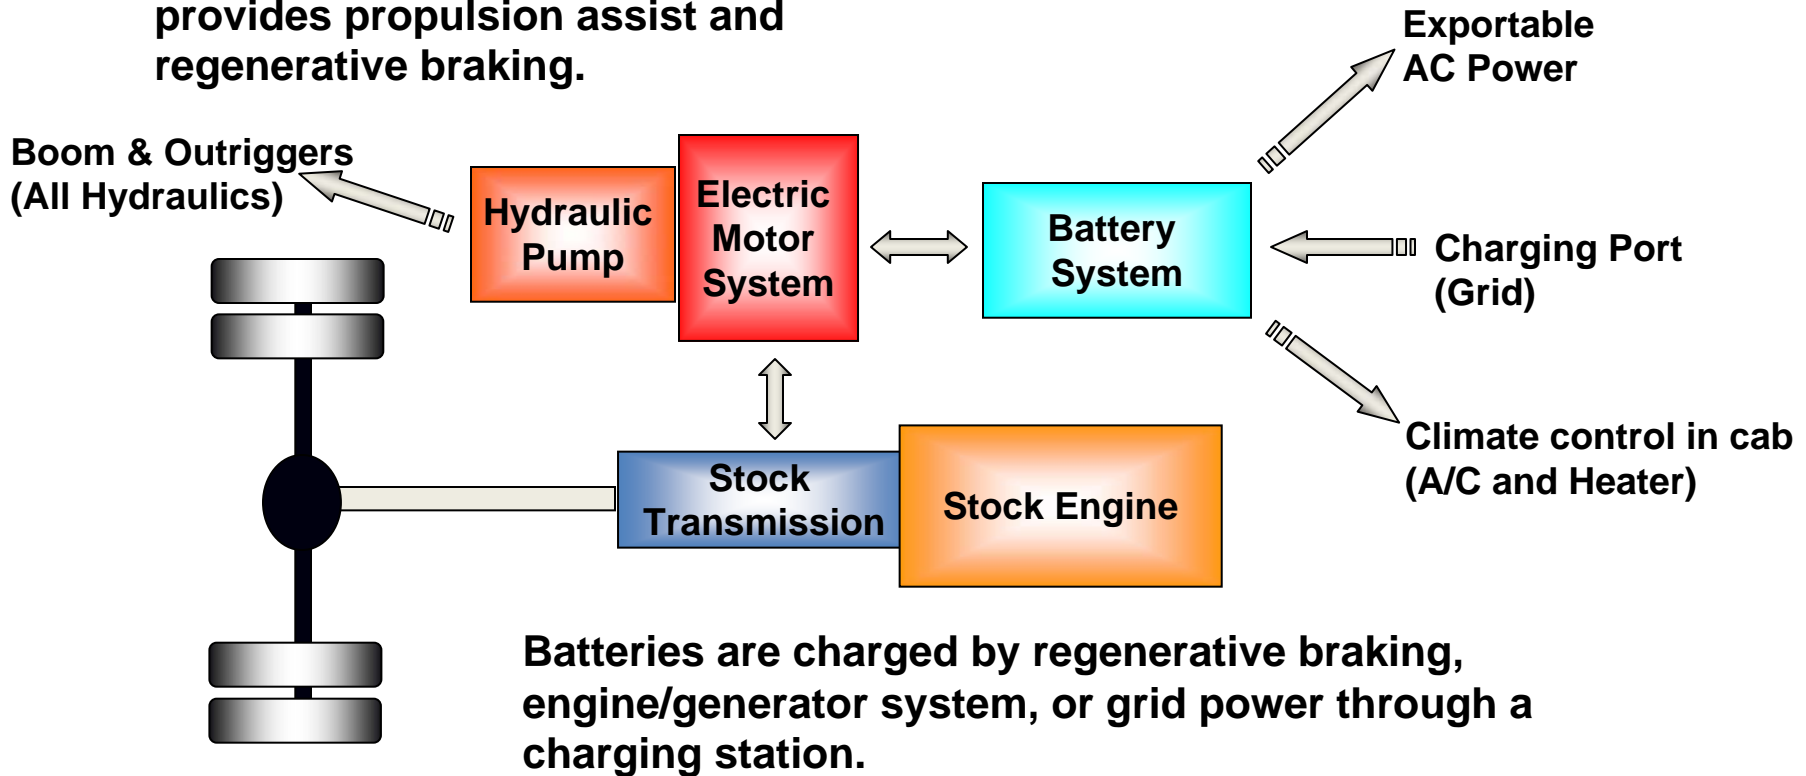 provides propulsion assist and
regenerative braking.
Exportable
AC Power
Boom & Outriggers
(All Hydraulics)
Hydraulic
Pump
Electric
Motor
System
Battery
System
Charging Port
(Grid)
Climate control in cab
(A/C and Heater)
Stock
Transmission
Stock Engine
Batteries are charged by regenerative braking,
engine/generator system, or grid power through a
charging station.